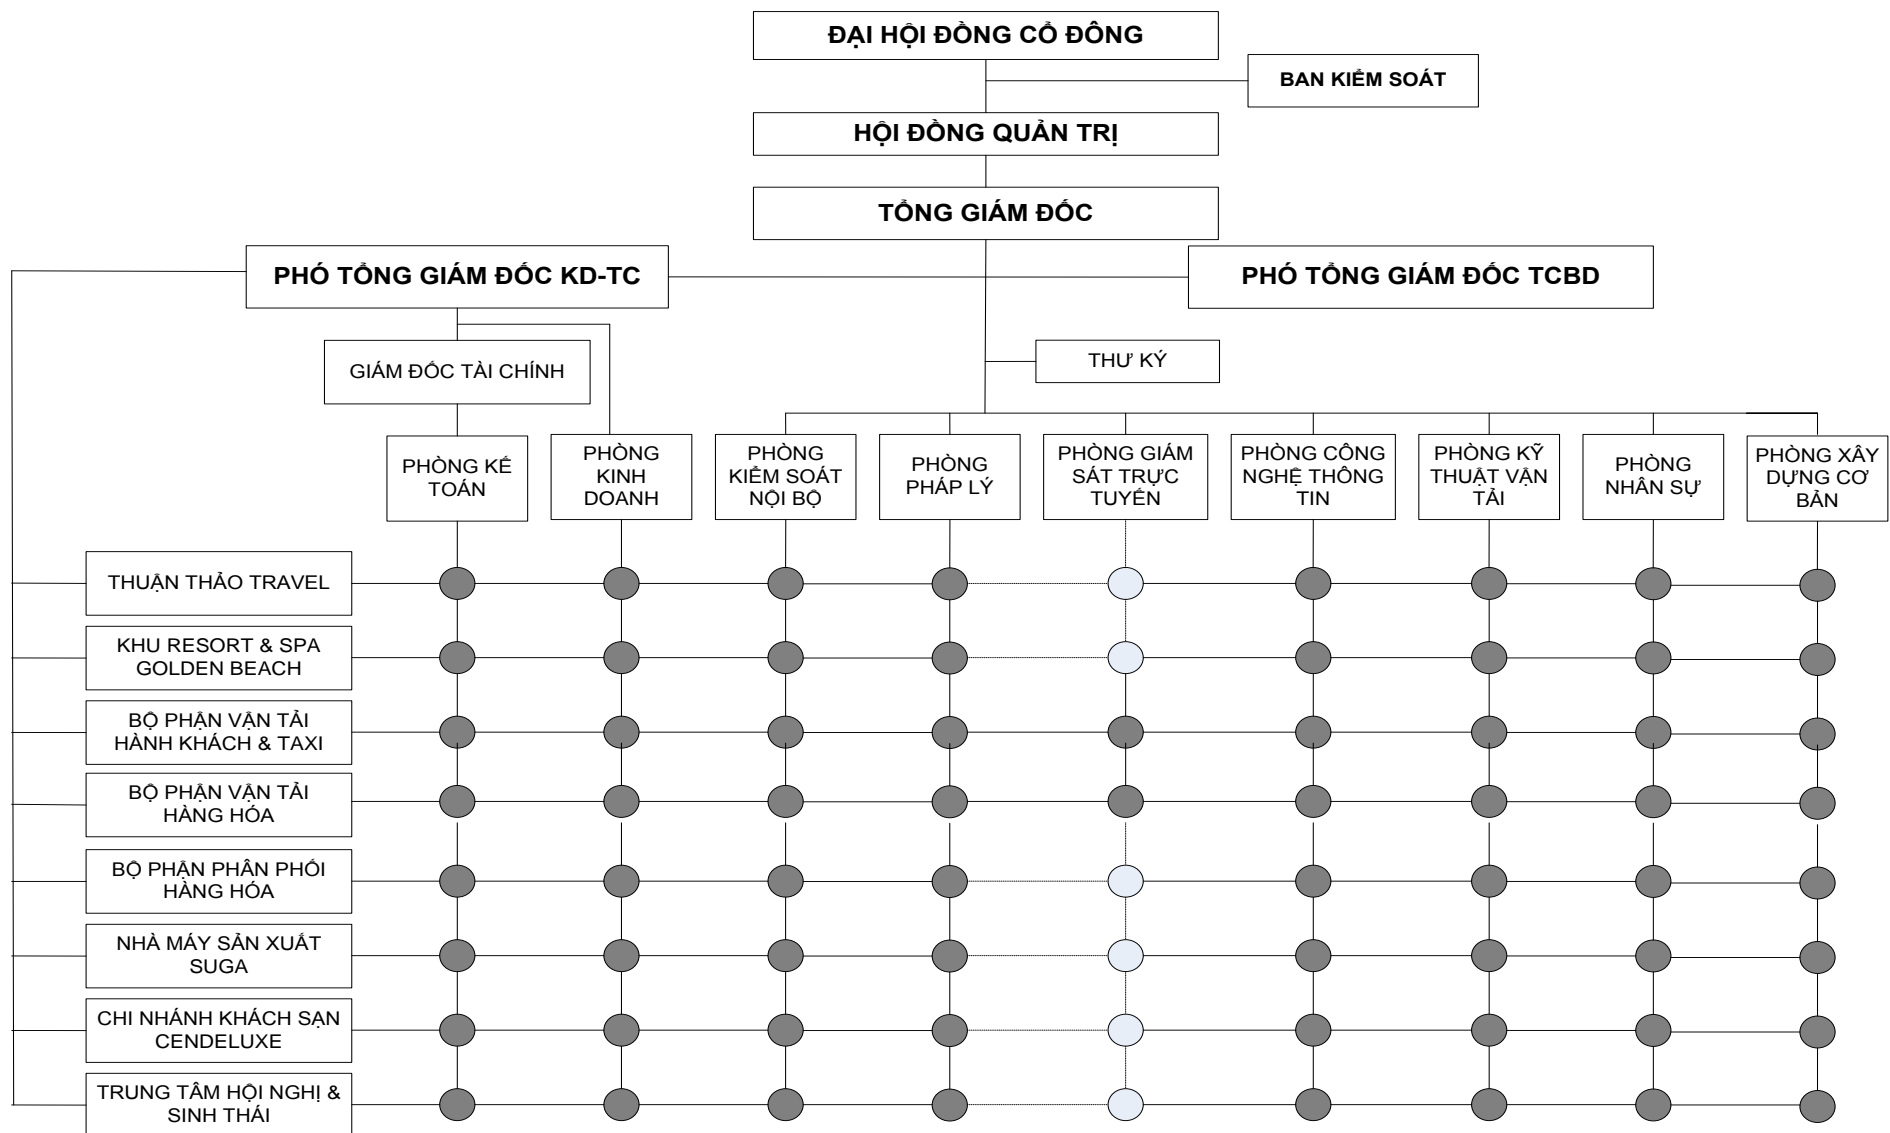 ĐẠI HỘI ĐỒNG CỔ ĐÔNG
BAN KIỂM SOÁT
HỘI ĐỒNG QUẢN TRỊ
TỔNG GIÁM ĐỐC
PHÓ TỔNG GIÁM ĐỐC KD-TC
PHÓ TỔNG GIÁM ĐỐC TCBD
GIÁM ĐỐC TÀI CHÍNH
THƯ KÝ
PHÒNG KẾ
TOÁN
PHÒNG
KINH
DOANH
PHÒNG
KIỂM SOÁT
NỘI BỘ
PHÒNG
PHÁP LÝ
PHÒNG GIÁM
SÁT TRỰC
TUYẾN
PHÒNG CÔNG
NGHỆ THÔNG
TIN
PHÒNG KỸ
THUẬT VẬN
TẢI
PHÒNG
NHÂN SỰ
PHÒNG XÂY
DỰNG CƠ
BẢN
THUẬN THẢO TRAVEL
KHU RESORT & SPA
GOLDEN BEACH
BỘ PHẬN VẬN TẢI
HÀNH KHÁCH & TAXI
BỘ PHẬN VẬN TẢI
HÀNG HÓA
BỘ PHẬN PHÂN PHỐI
HÀNG HÓA
NHÀ MÁY SẢN XUẤT
SUGA
CHI NHÁNH KHÁCH SẠN
CENDELUXE
TRUNG TÂM HỘI NGHỊ &
SINH THÁI